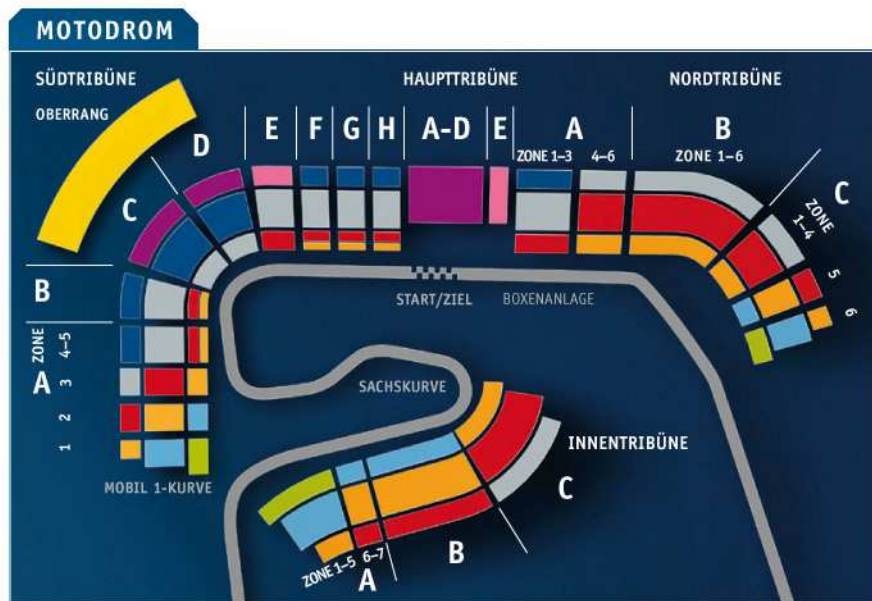 MOTODROM
SÜDTRIBÜNE
HAUPTTRIBÜNE
NORDTRIBÜNE
OBERRANG
D
E
F
G
H
A-D
E
A
B
ZONE 1–3
4–6
ZONE 1–6
C
C
ZONE
1–4
5
6
B
START/ZIEL
BOXENANLAGE
ZONE
4–5
A
3
2
1
SACHSKURVE
INNENTRIBÜNE
MOBIL 1-KURVE
C
ZONE 1–5
6–7
A
B